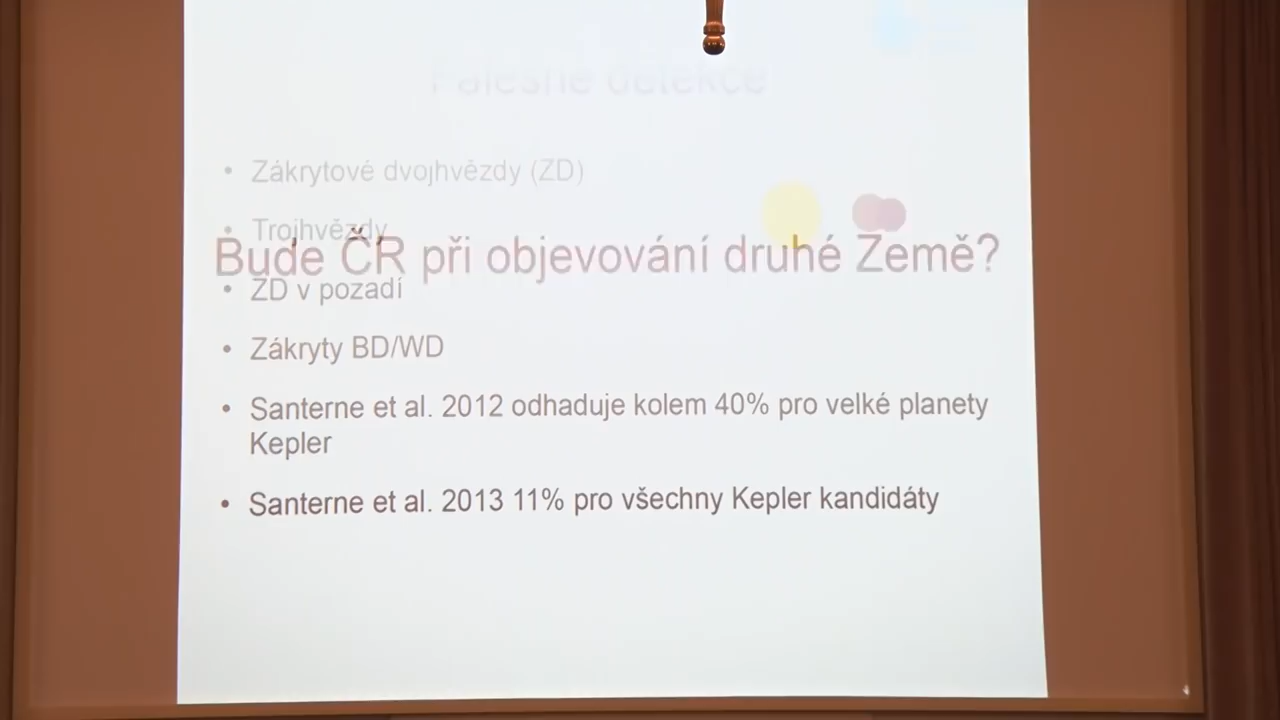 Falešné detekce
• Zákrytové dvojhvězdy (ZD)
• Trojhvězdy
Bude ČR při objevování druhé Země?
• ZD v pozadí
• Zákryty BD/WD
• Santerne et al. 2012 odhaduje kolem 40% pro velké planety
Kepler
• Santerne et al. 2013 11% pro všechny Kepler kandidáty